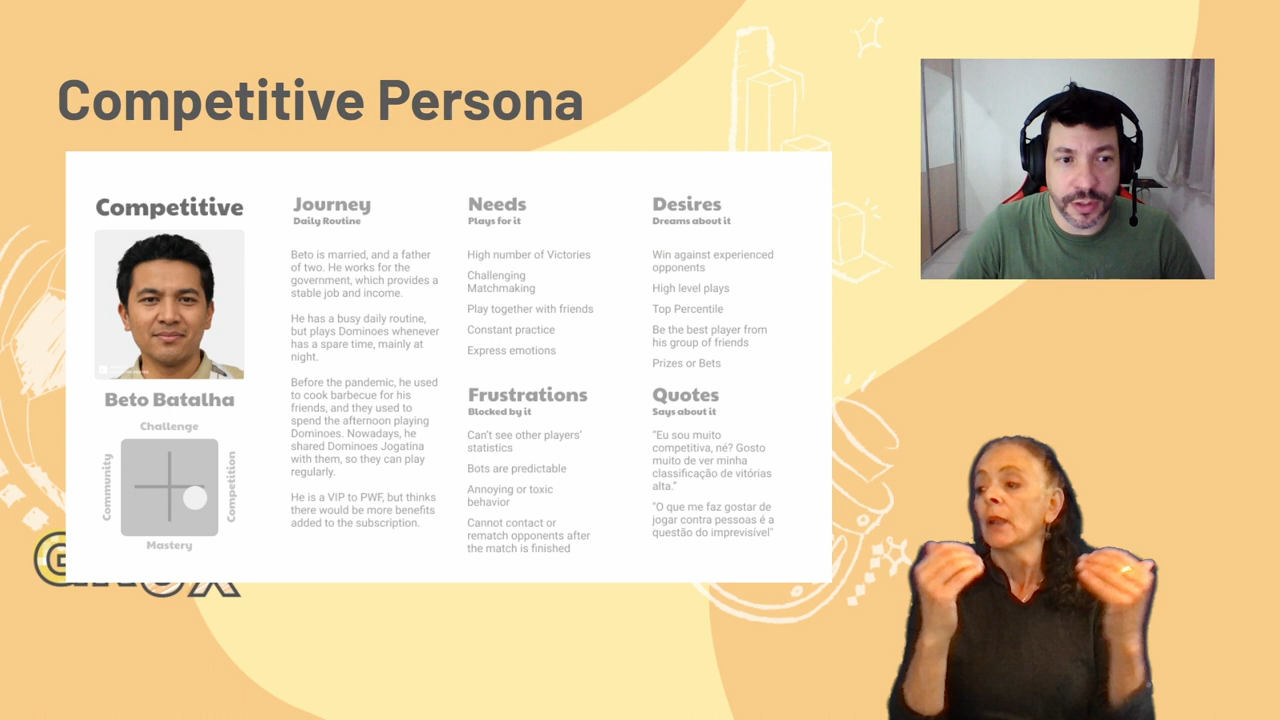 Competitive Persona
Competitive
Beto Batalha
Challenge
Community
Competition
Mastery
Journey
Daily Routine
Beto is married, and a father
of two. He works for the
government, which provides a
stable job and income.
He has a busy daily routine,
but plays Dominoes whenever
has a spare time, mainly at
night.
Before the pandemic, he used
to cook barbecue for his
friends, and they used to
spend the afternoon playing
Dominoes. Nowadays, he
shared Dominoes Jogatina
with them, so they can play
regularly.
He is a VIP to PWF, but thinks
there would be more benefits
added to the subscription.
Needs
Plays for it
High number of Victories
Challenging
Matchmaking
Play together with friends
Constant practice
Express emotions
Frustrations
Blocked by it
Can't see other players'
statistics
Bots are predictable
Annoying or toxic
behavior
Cannot contact or
rematch opponents after
the match is finished
Desires
Dreams about it
Win against experienced
opponents
High level plays
Top Percentile
Be the best player from
his group of friends
Prizes or Bets
Quotes
Says about it
"Eu sou muito
competitiva, né? Gosto
muito de ver minha
classificação de vitórias
alta."
"O que me faz gostar de
jogar contra pessoas é a
questão do imprevisível"